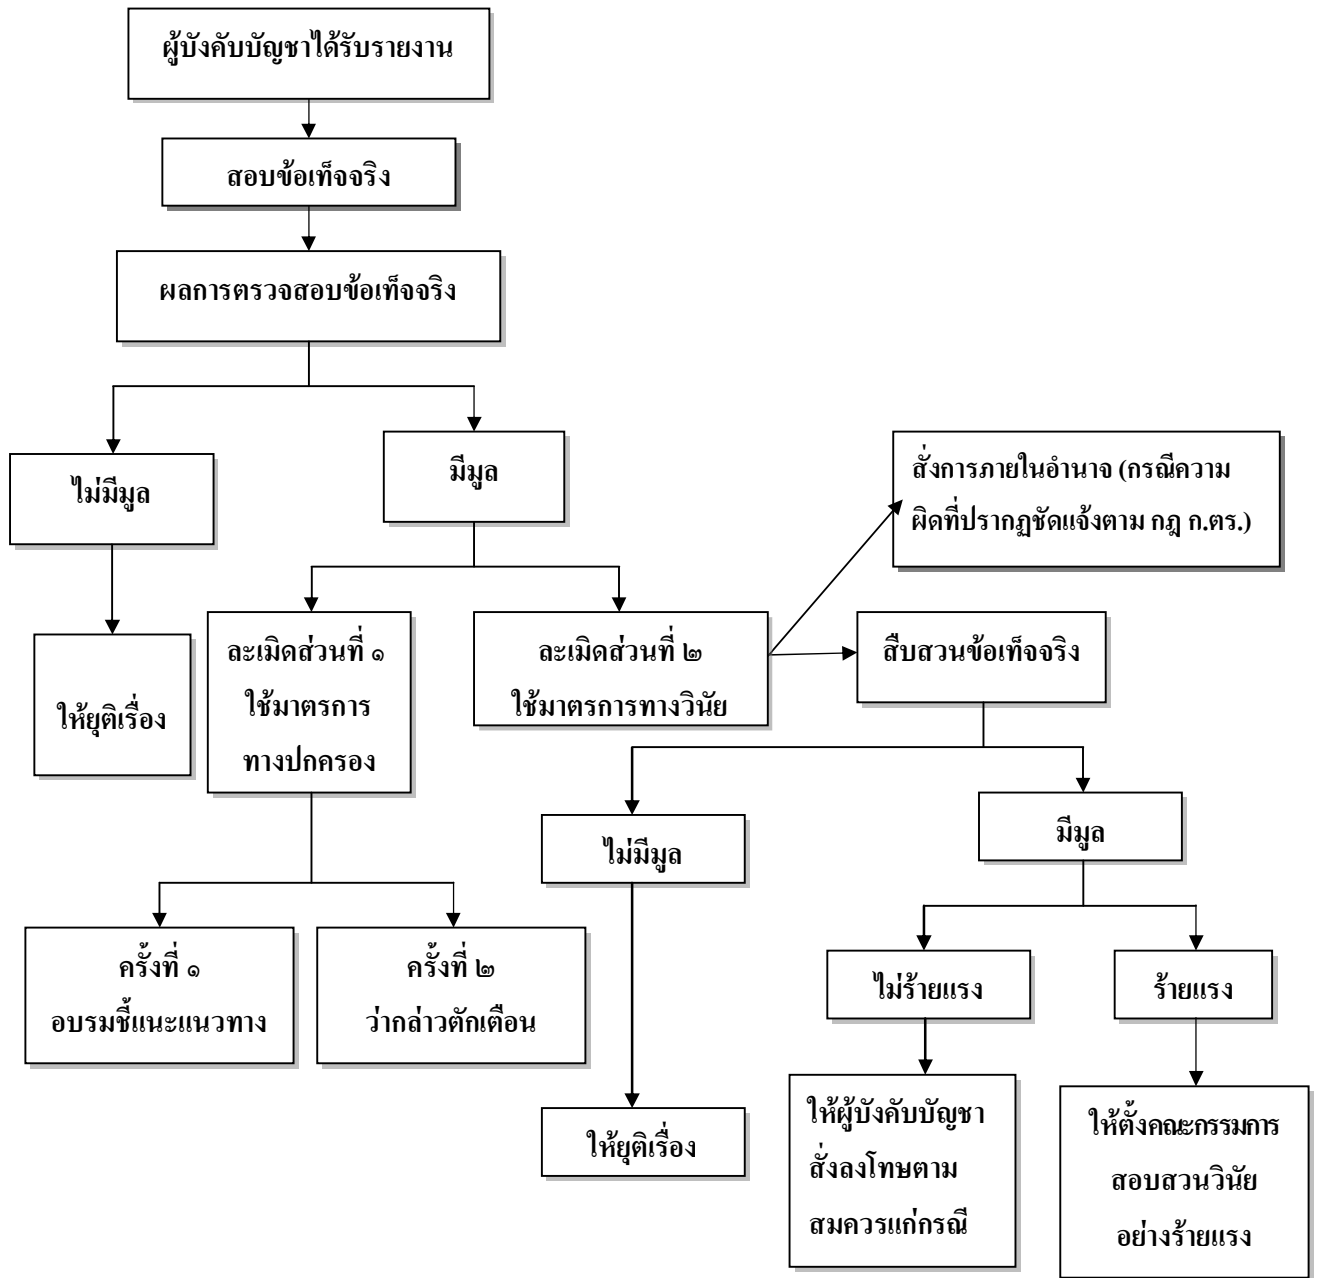 ผู้บังคับบัญชาได้รับรายงาน
สอบข้อเท็จจริง
ผลการตรวจสอบข้อเท็จจริง
ไม่มีมูล
มีมูล
สั่งการภายในอำนาจ (กรณีความ
ผิดที่ปรากฏชัดแจ้งตาม กฎ ก.ตร.)
ให้ยุติเรื่อง
ละเมิดส่วนที่ ๑
ใช้มาตรการ
ทางปกครอง
ละเมิดส่วนที่ ๒
ใช้มาตรการทางวินัย
สืบสวนข้อเท็จจริง
ไม่มีมูล
มีมูล
ครั้งที่ ๑
อบรมชี้แนะแนวทาง
ครั้งที่ ๒
ว่ากล่าวตักเตือน
ไม่ร้ายแรง
ร้ายแรง
ให้ยุติเรื่อง
ให้ผู้บังคับบัญชา
สั่งลงโทษตาม
สมควรแก่กรณี
ให้ตั้งคณะกรรมการ
สอบสวนวินัย
อย่างร้ายแรง